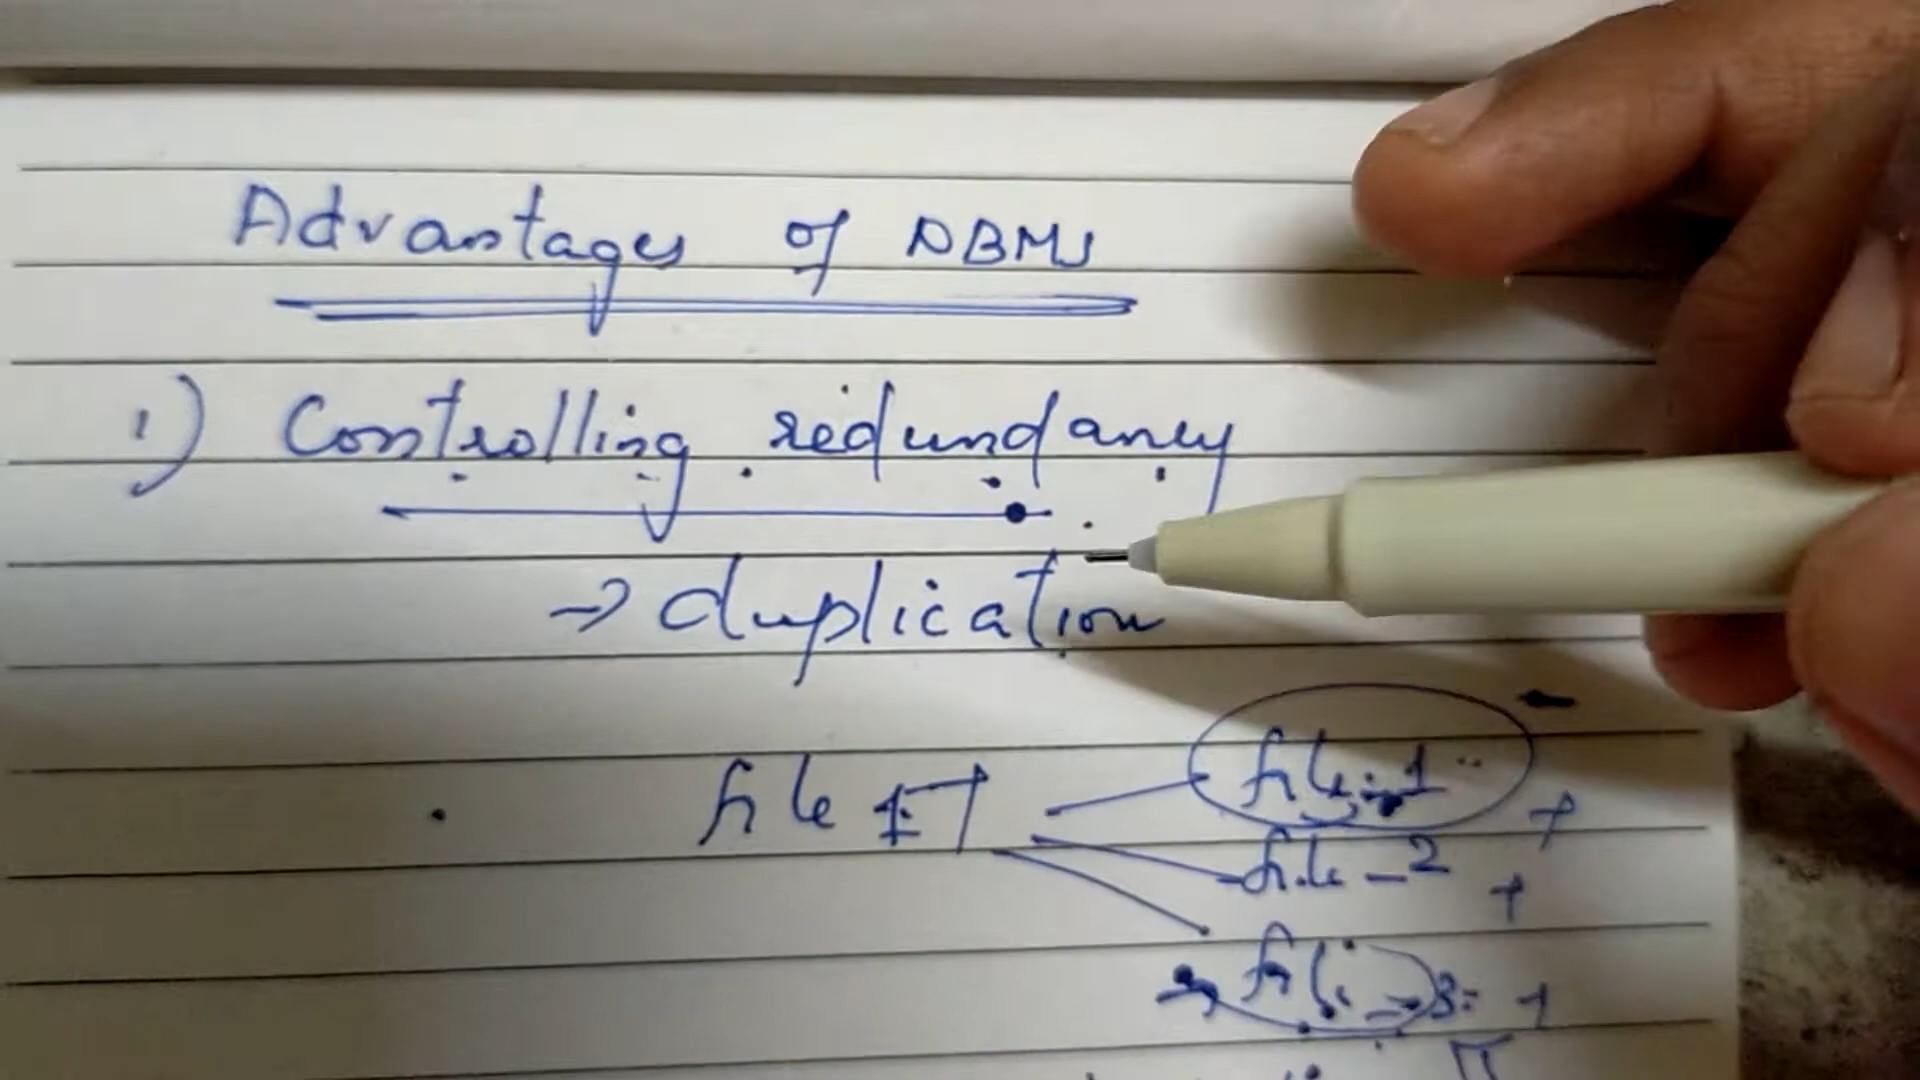 Advantages of DBMS
1) Controlling redundancy
→ duplication
file 1
file-1
file - 2
file - 3